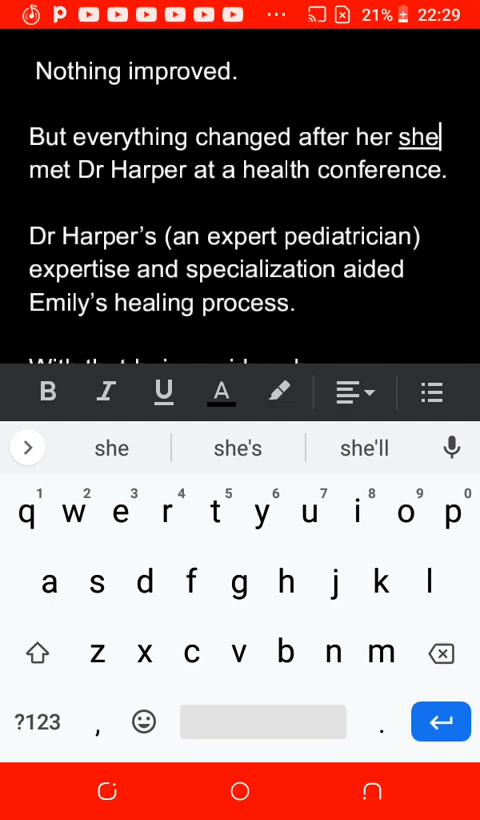 21% 22:29
Nothing improved.
But everything changed after her she
met Dr Harper at a health conference.
Dr Harper’s (an expert pediatrician)
expertise and specialization aided
Emily’s healing process.
B I U A
she she's she'll
1 2 3 4 5 6 7 8 9 0
q w e r t y u i o p
a s d f g h j k l
z x c v b n m
?123 , .